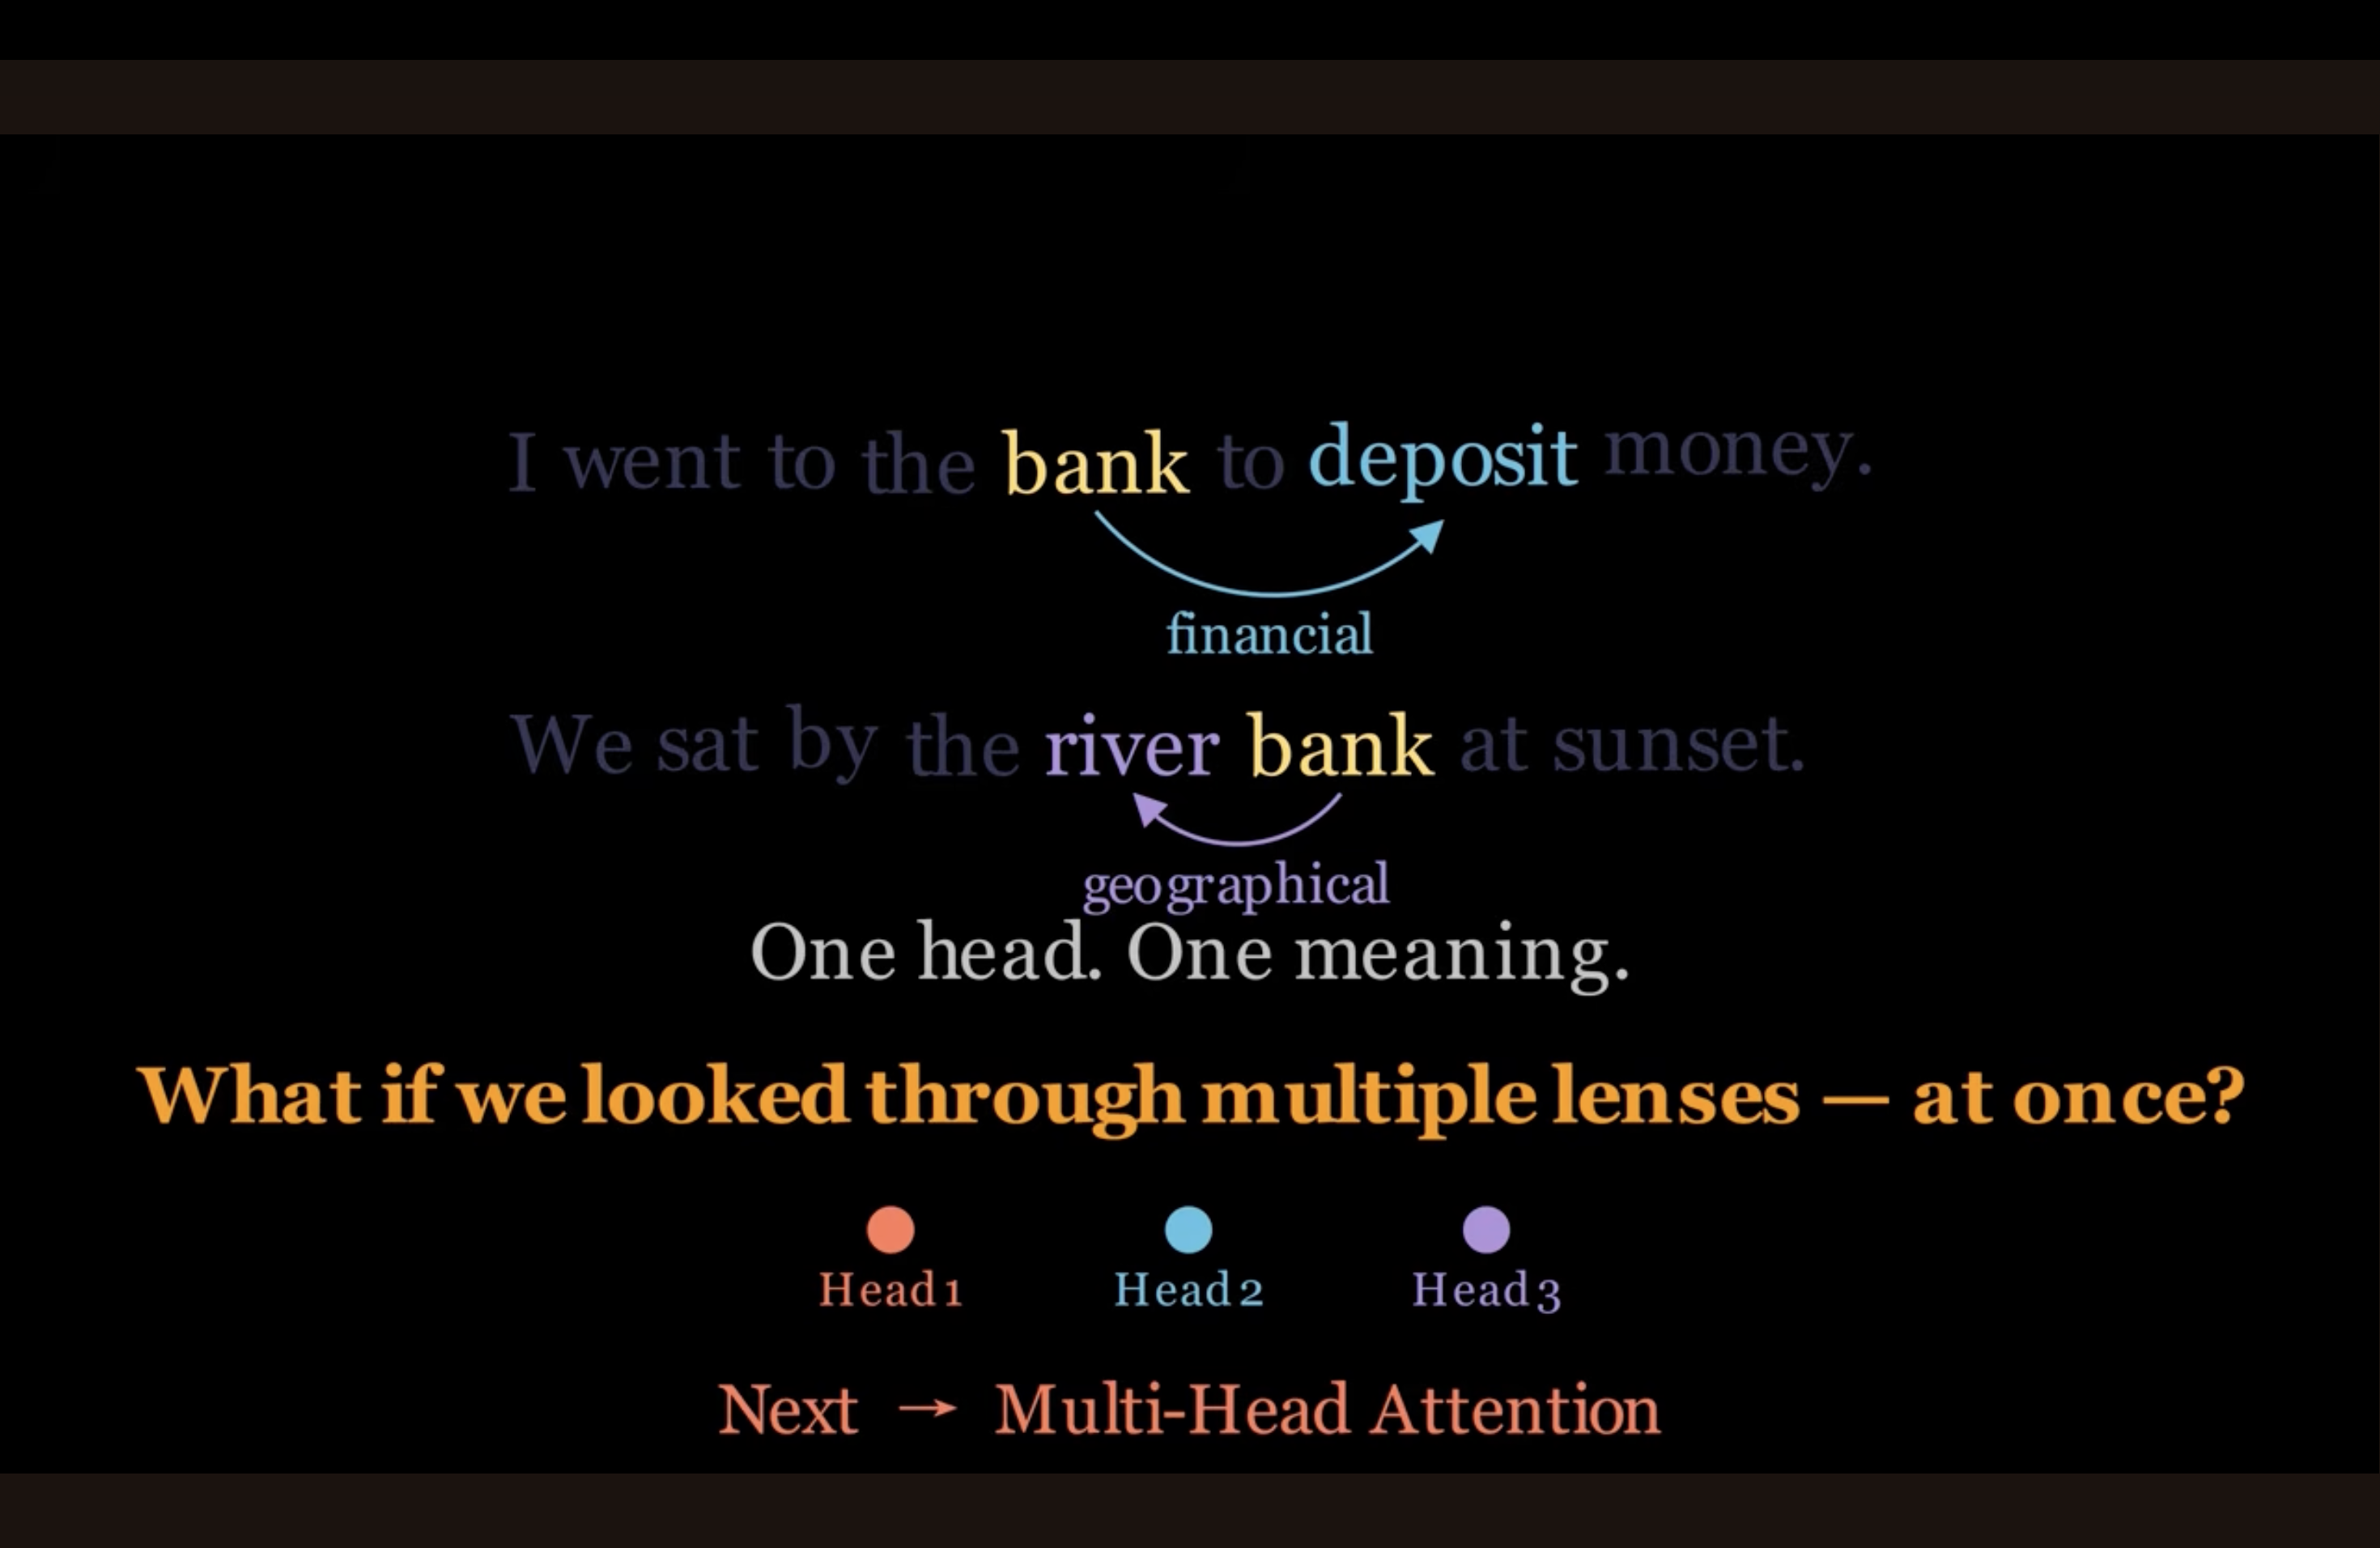 I went to the bank to deposit money.
financial
We sat by the river bank at sunset.
geographical
One head. One meaning.
What if we looked through multiple lenses — at once?
Head 1 Head 2 Head 3
Next → Multi-Head Attention